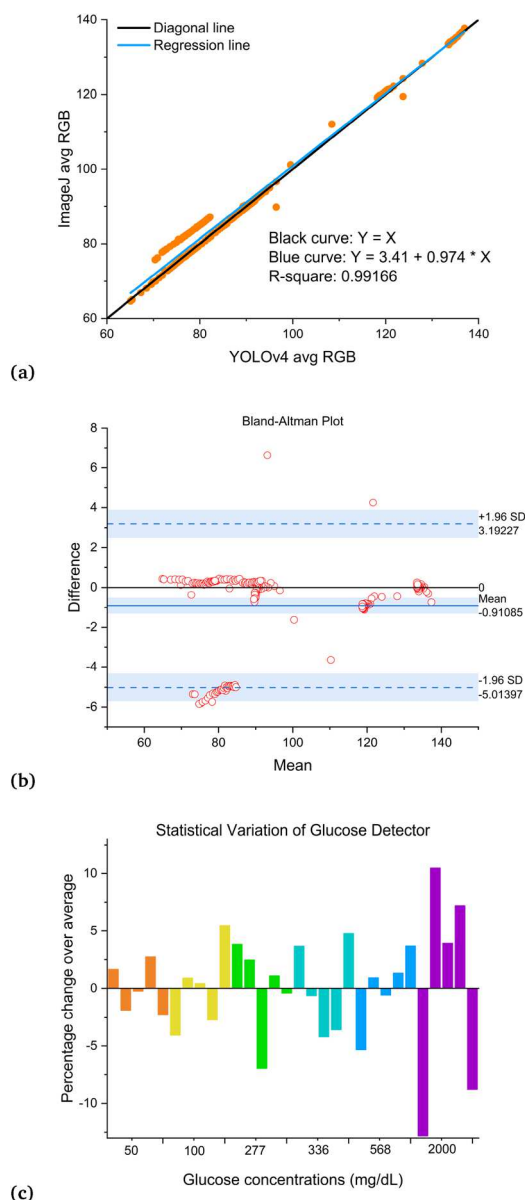 140
120
100
80
60
ImageJ avg RGB
Diagonal line
Regression line
Black curve: Y = X
Blue curve: Y = 3.41 + 0.974 * X
R-square: 0.99166
60 80 100 120 140
YOLOv4 avg RGB
(a)
Bland-Altman Plot
8
6
4
2
0
-2
-4
-6
Difference
+1.96 SD
3.19227
0
Mean
-0.91085
-1.96 SD
-5.01397
60 80 100 120 140
Mean
(b)
Statistical Variation of Glucose Detector
10
5
0
-5
-10
Percentage change over average
50 100 277 336 568 2000
Glucose concentrations (mg/dL)
(c)